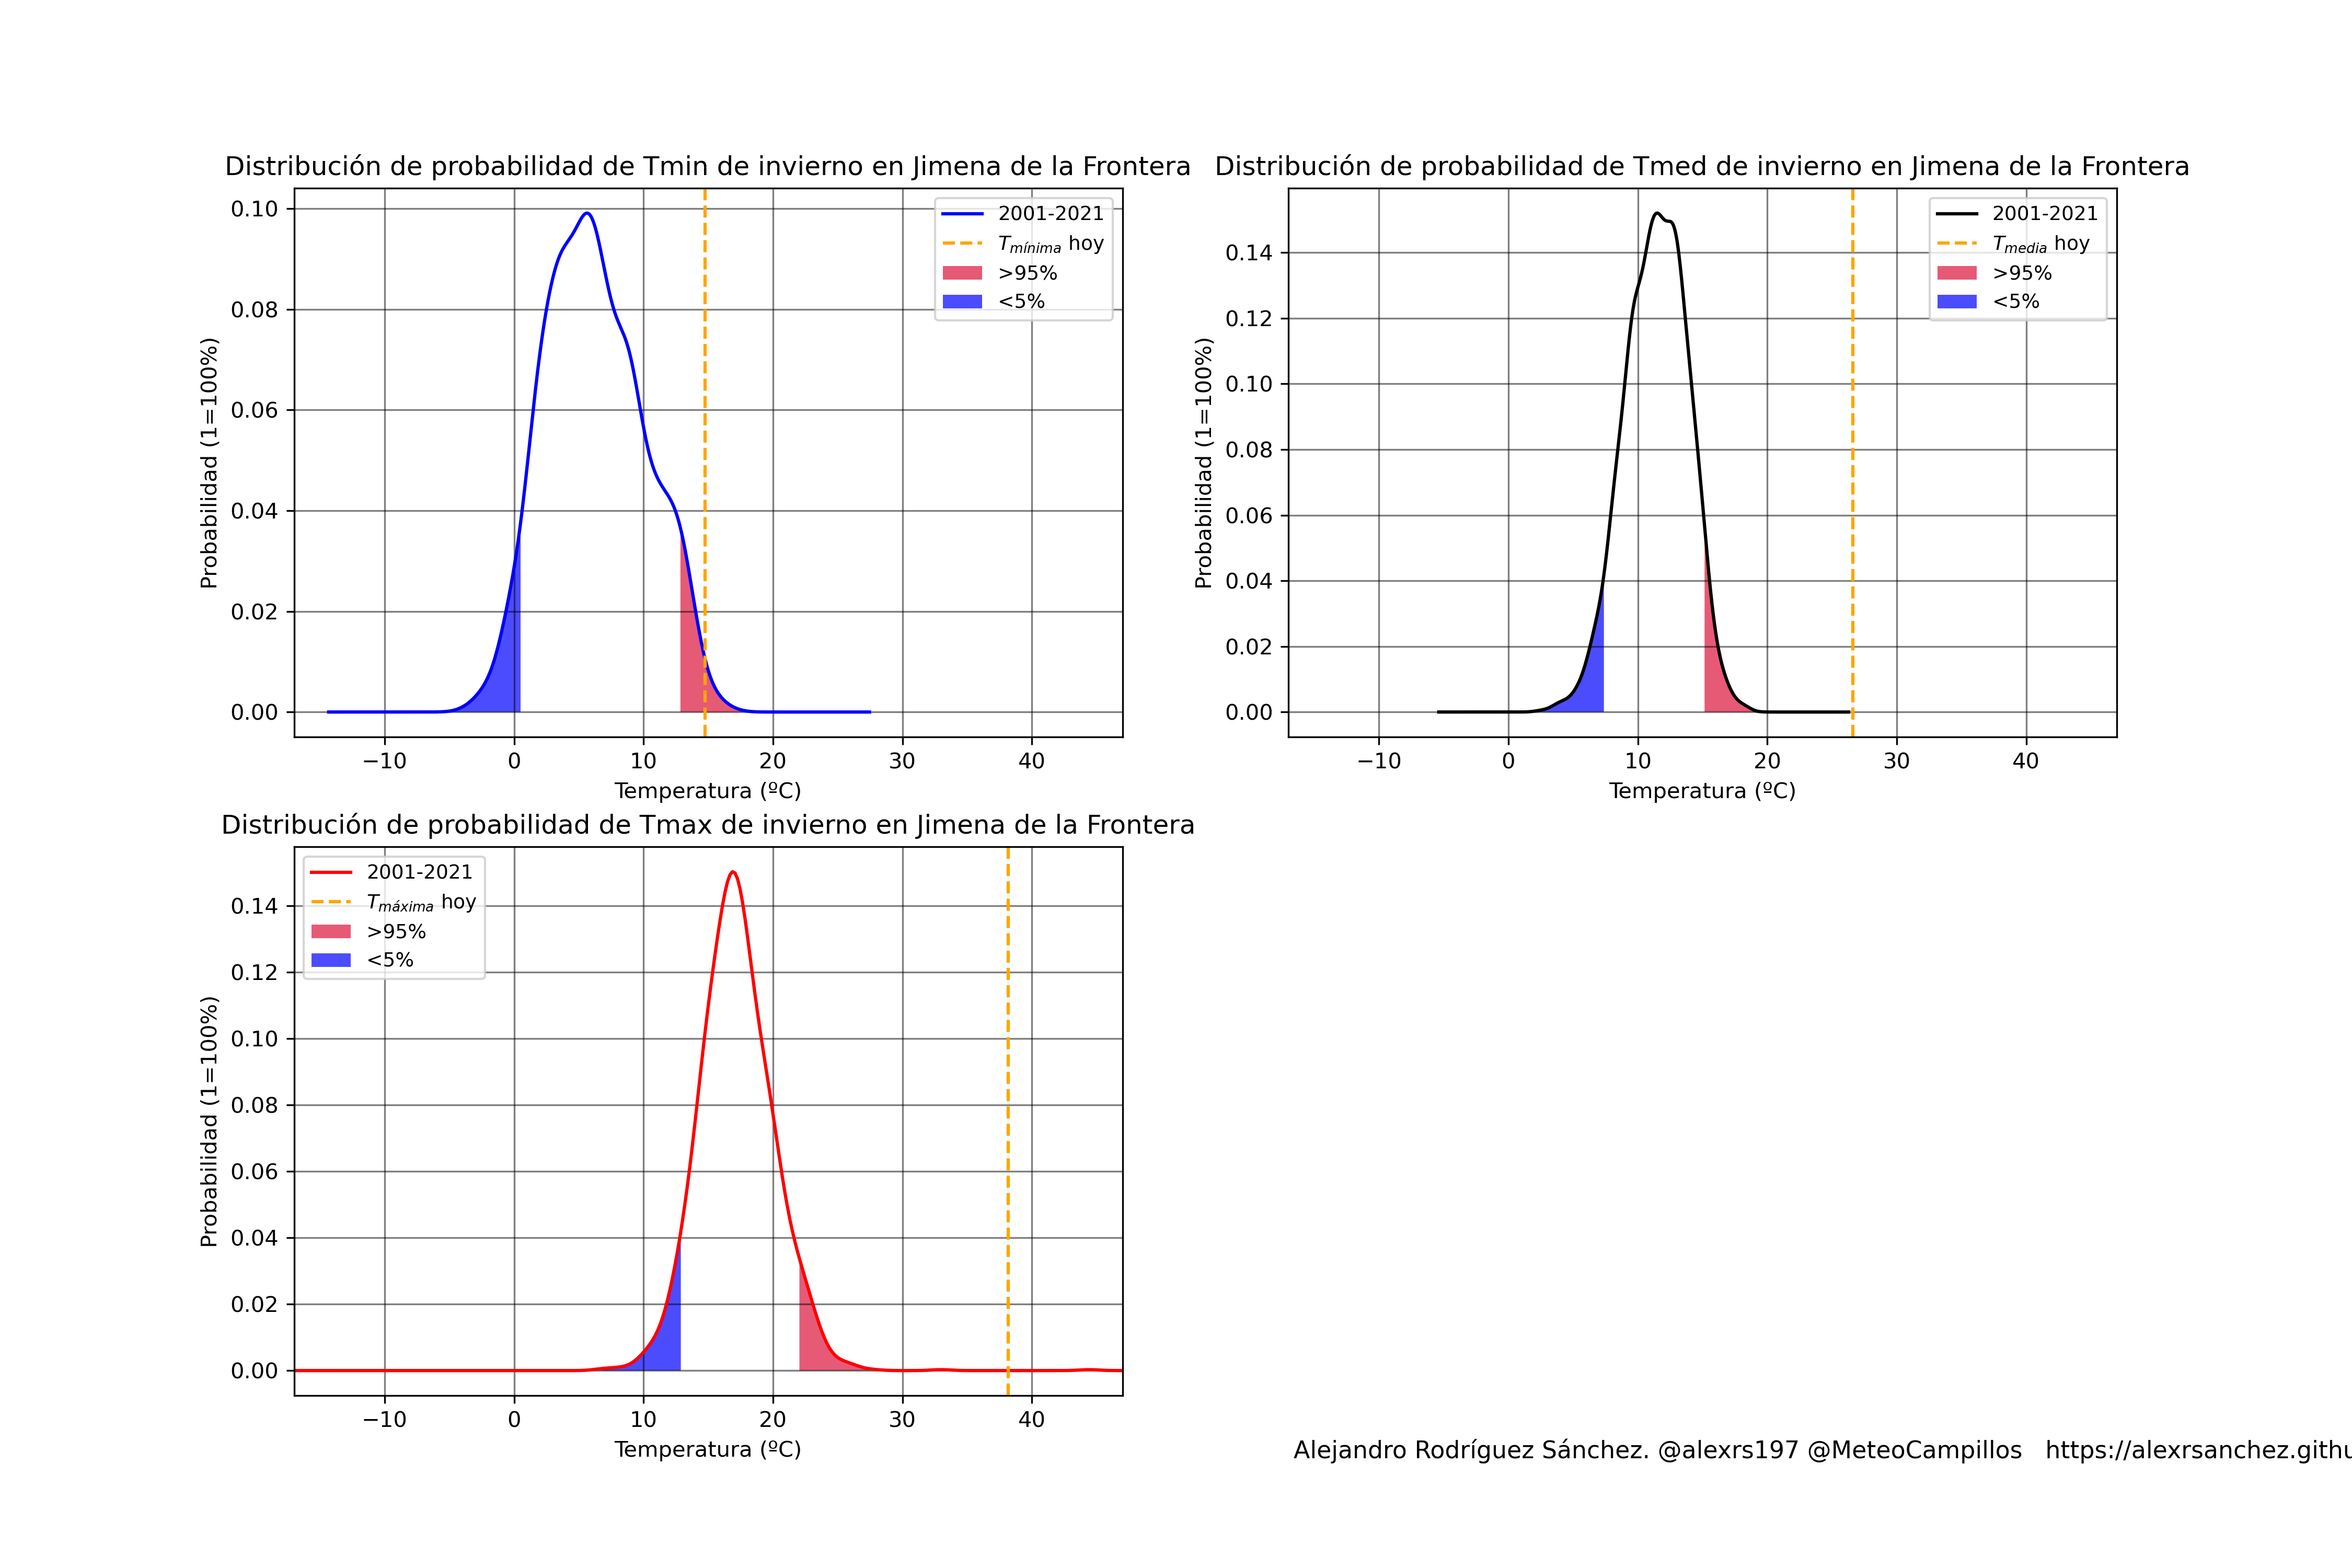 Distribución de probabilidad de Tmin de invierno en Jimena de la Frontera
Probabilidad (1=100%)
0.10
0.08
0.06
0.04
0.02
0.00
−10 0 10 20 30 40
Temperatura (ºC)
2001-2021
Tmínima hoy
>95%
<5%
Distribución de probabilidad de Tmed de invierno en Jimena de la Frontera
Probabilidad (1=100%)
0.14
0.12
0.10
0.08
0.06
0.04
0.02
0.00
−10 0 10 20 30 40
Temperatura (ºC)
2001-2021
Tmedia hoy
>95%
<5%
Distribución de probabilidad de Tmax de invierno en Jimena de la Frontera
Probabilidad (1=100%)
0.14
0.12
0.10
0.08
0.06
0.04
0.02
0.00
−10 0 10 20 30 40
Temperatura (ºC)
2001-2021
Tmáxima hoy
>95%
<5%
Alejandro Rodríguez Sánchez. @alexrs197 @MeteoCampillos https://alexrsanchez.githu